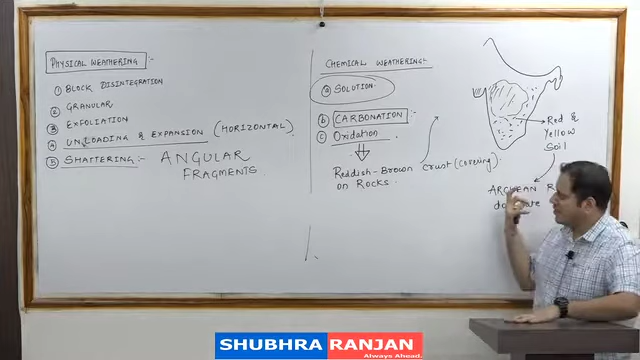 PHYSICAL WEATHERING
① BLOCK DISINTEGRATION
② GRANULAR
③ EXFOLIATION
④ UNLOADING & EXPANSION (HORIZONTAL)
⑤ SHATTERING:- ANGULAR
FRAGMENTS
CHEMICAL WEATHERING:-
ⓐ SOLUTION
ⓑ CARBONATION
ⓒ Oxidation
Reddish-Brown crust (covering)
on Rocks
Red &
Yellow
Soil
ARCHEAN
SHUBHRA RANJAN
Always Ahead.